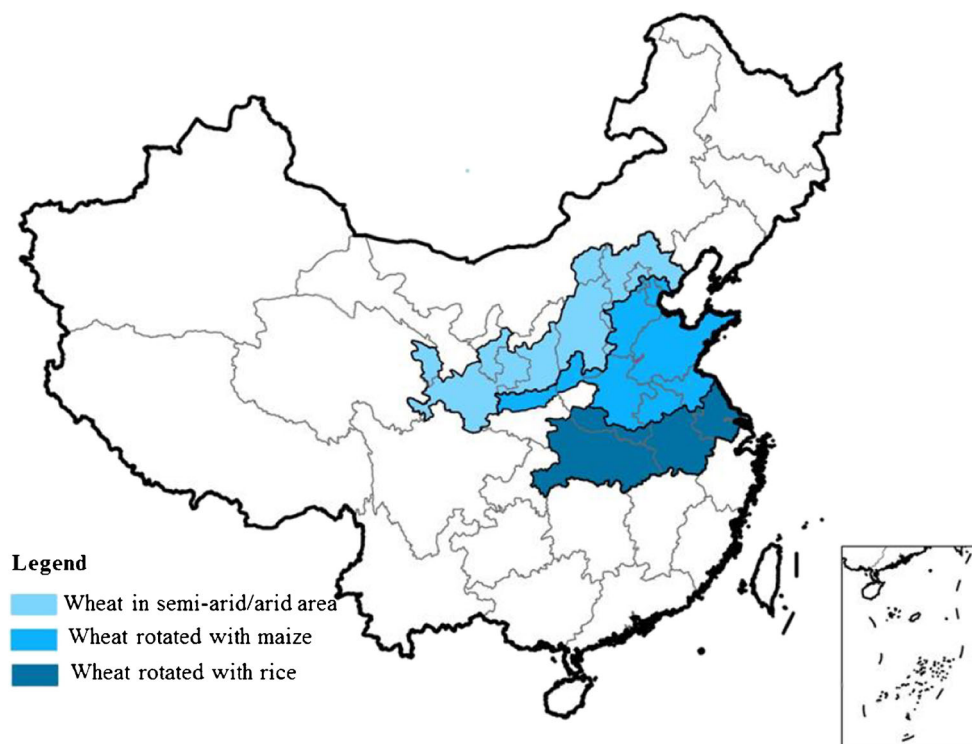 Legend
Wheat in semi-arid/arid area
Wheat rotated with maize
Wheat rotated with rice